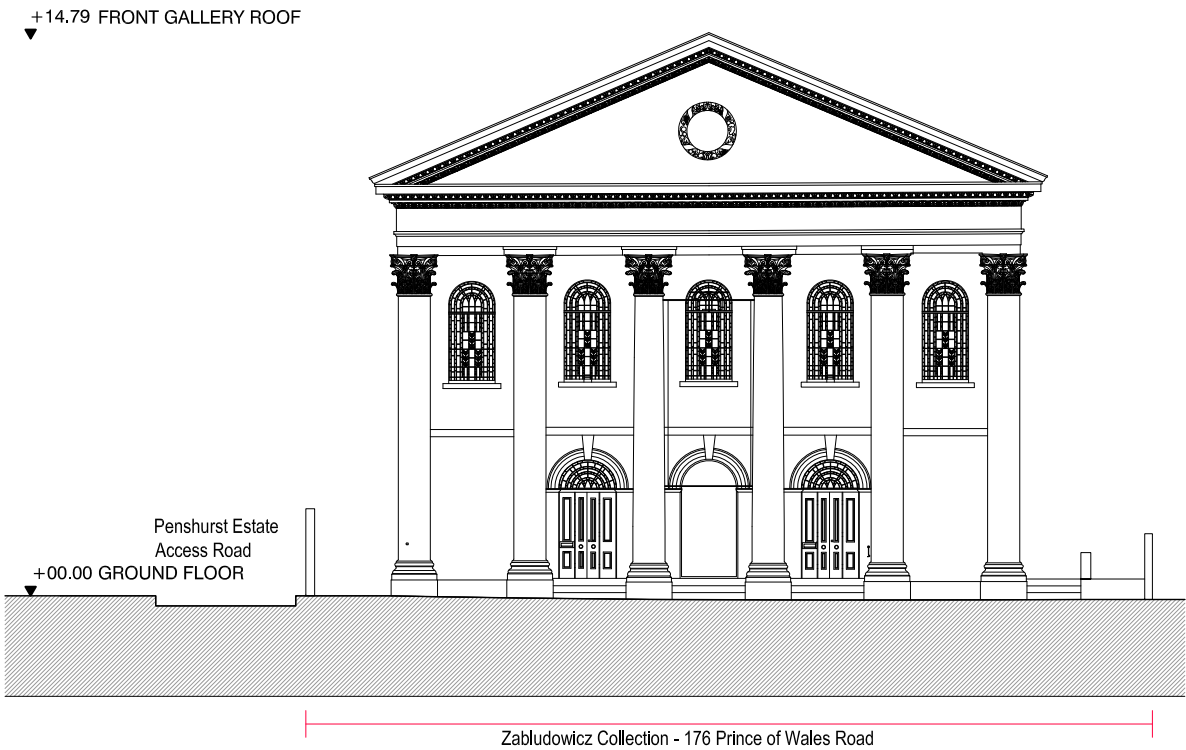 +14.79 FRONT GALLERY ROOF
Penshurst Estate
Access Road
+00.00 GROUND FLOOR
Zabludowicz Collection - 176 Prince of Wales Road